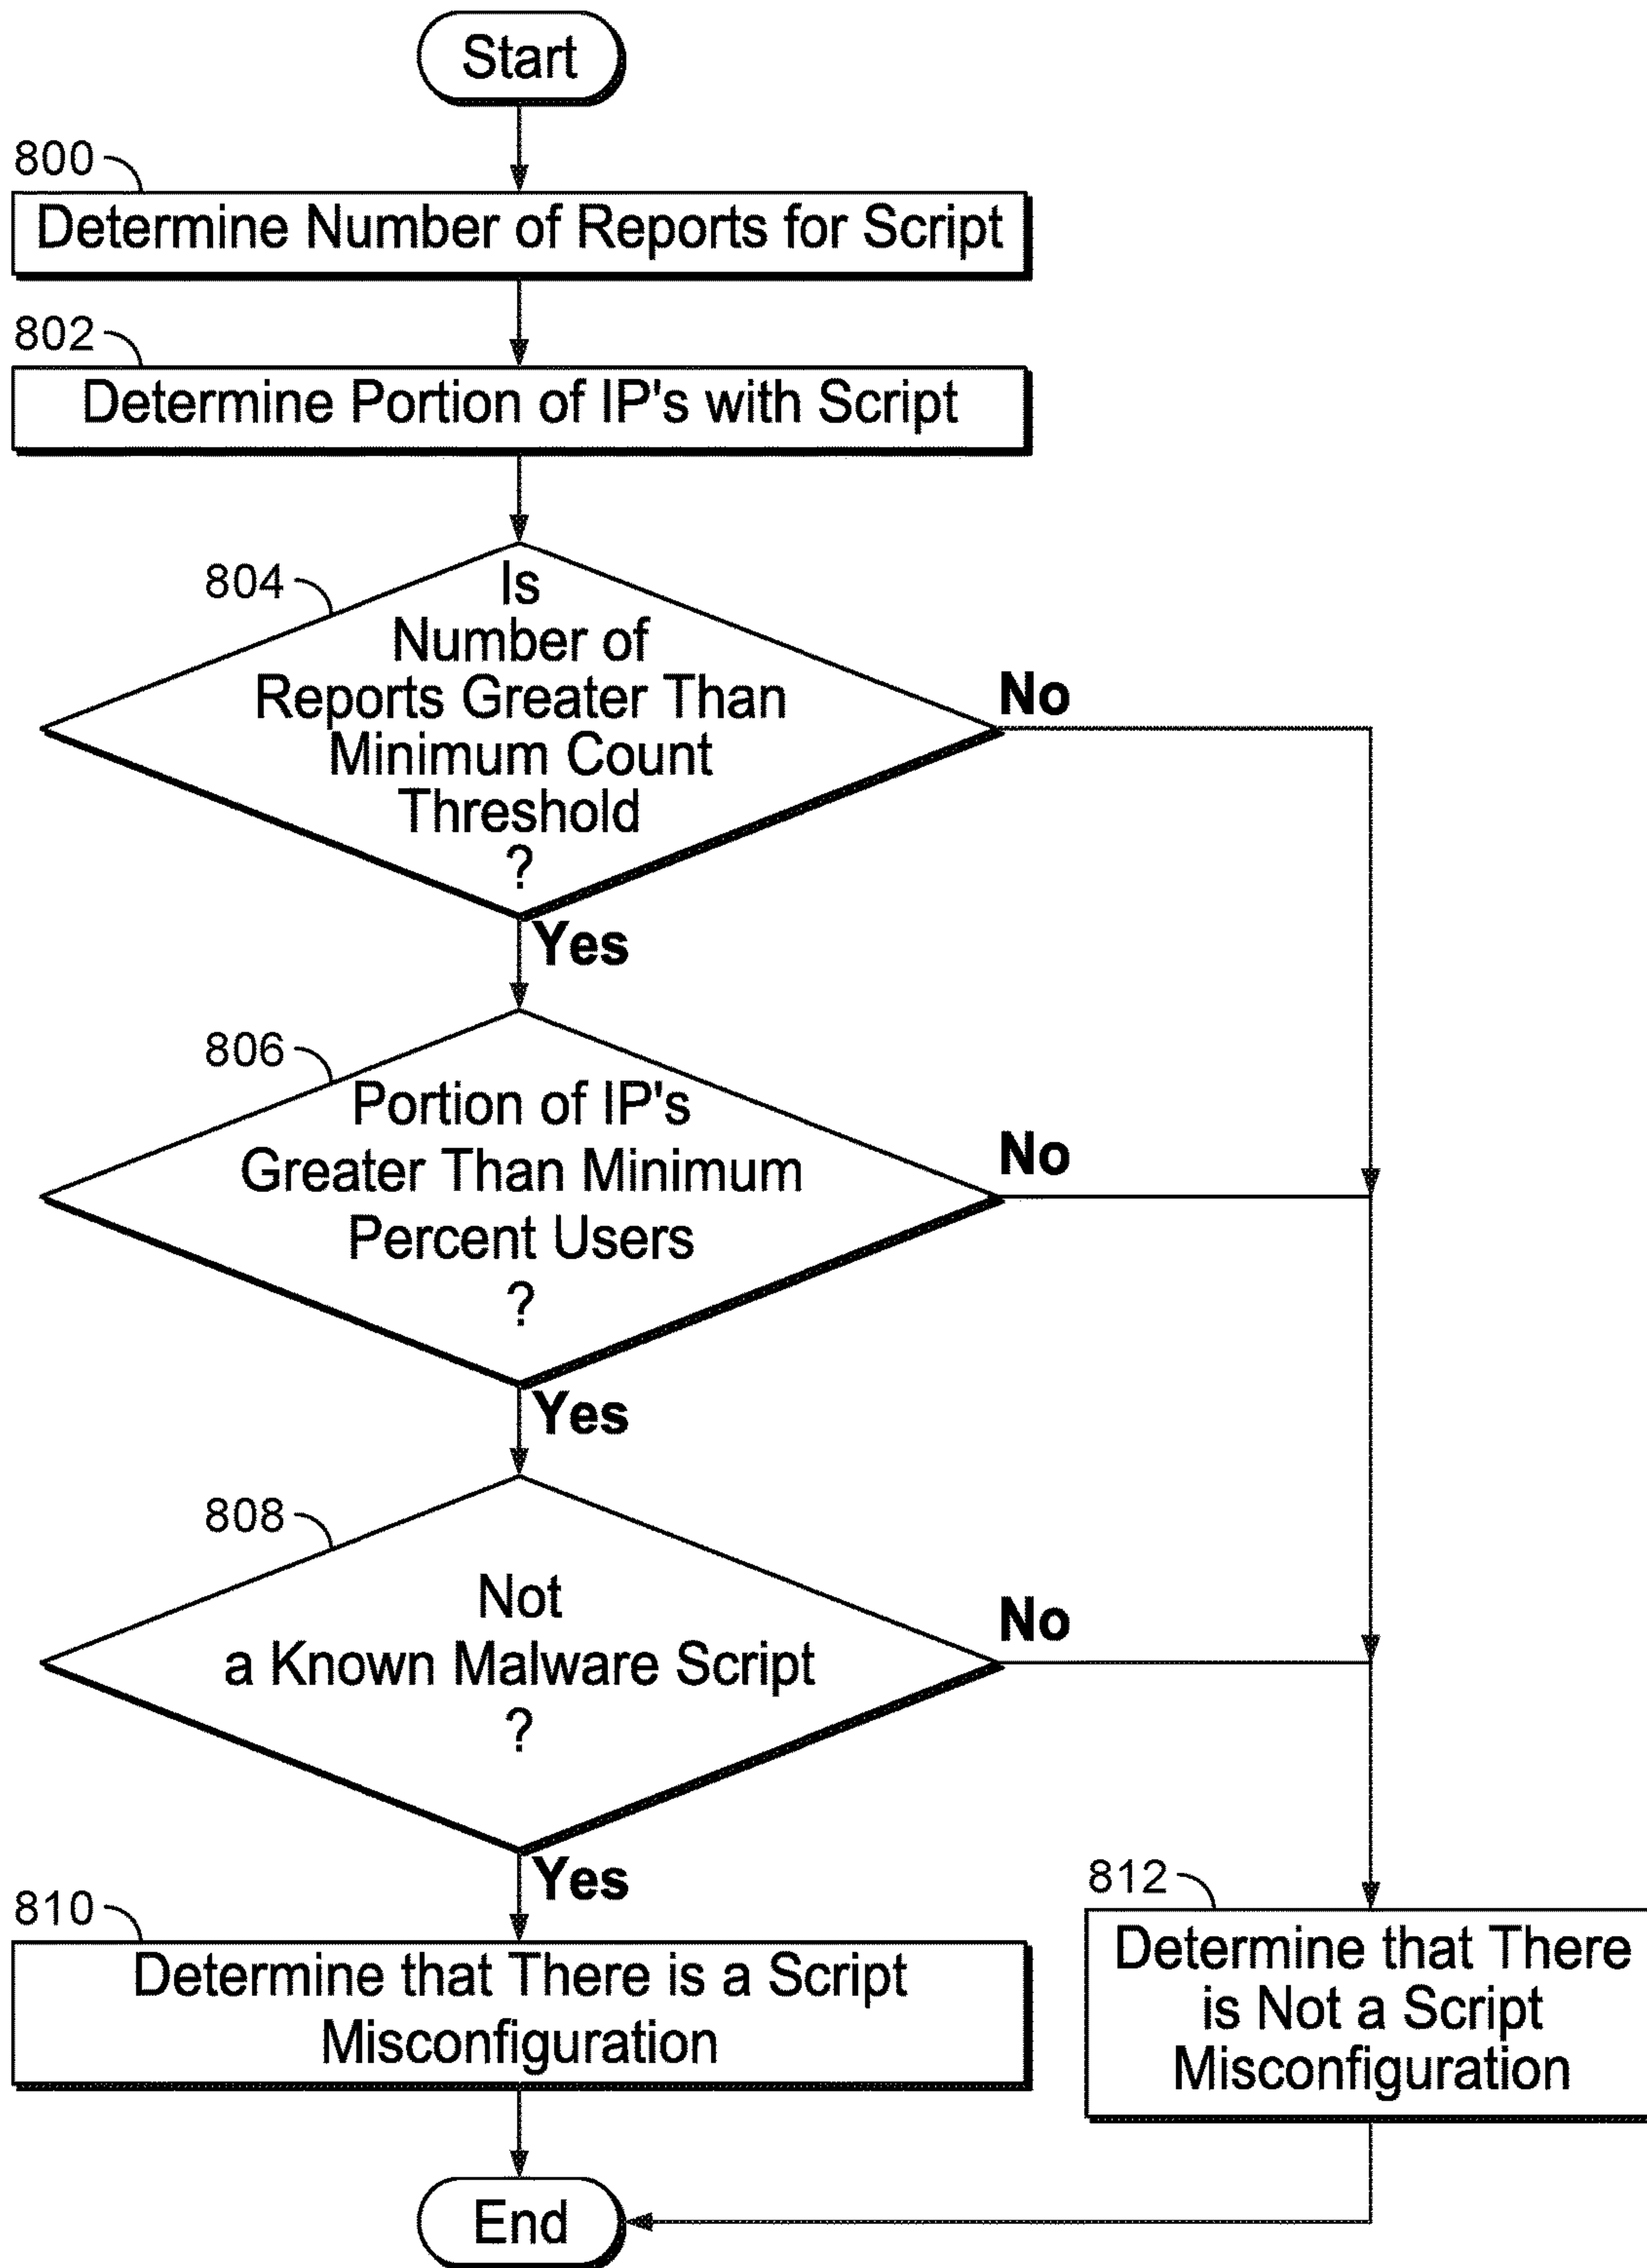 Start
800
Determine Number of Reports for Script
802
Determine Portion of IP's with Script
804
Is
Number of
Reports Greater Than
Minimum Count
Threshold
?
No
Yes
806
Portion of IP's
Greater Than Minimum
Percent Users
?
No
Yes
808
Not
a Known Malware Script
?
No
Yes
810
Determine that There is a Script
Misconfiguration
812
Determine that There
is Not a Script
Misconfiguration
End